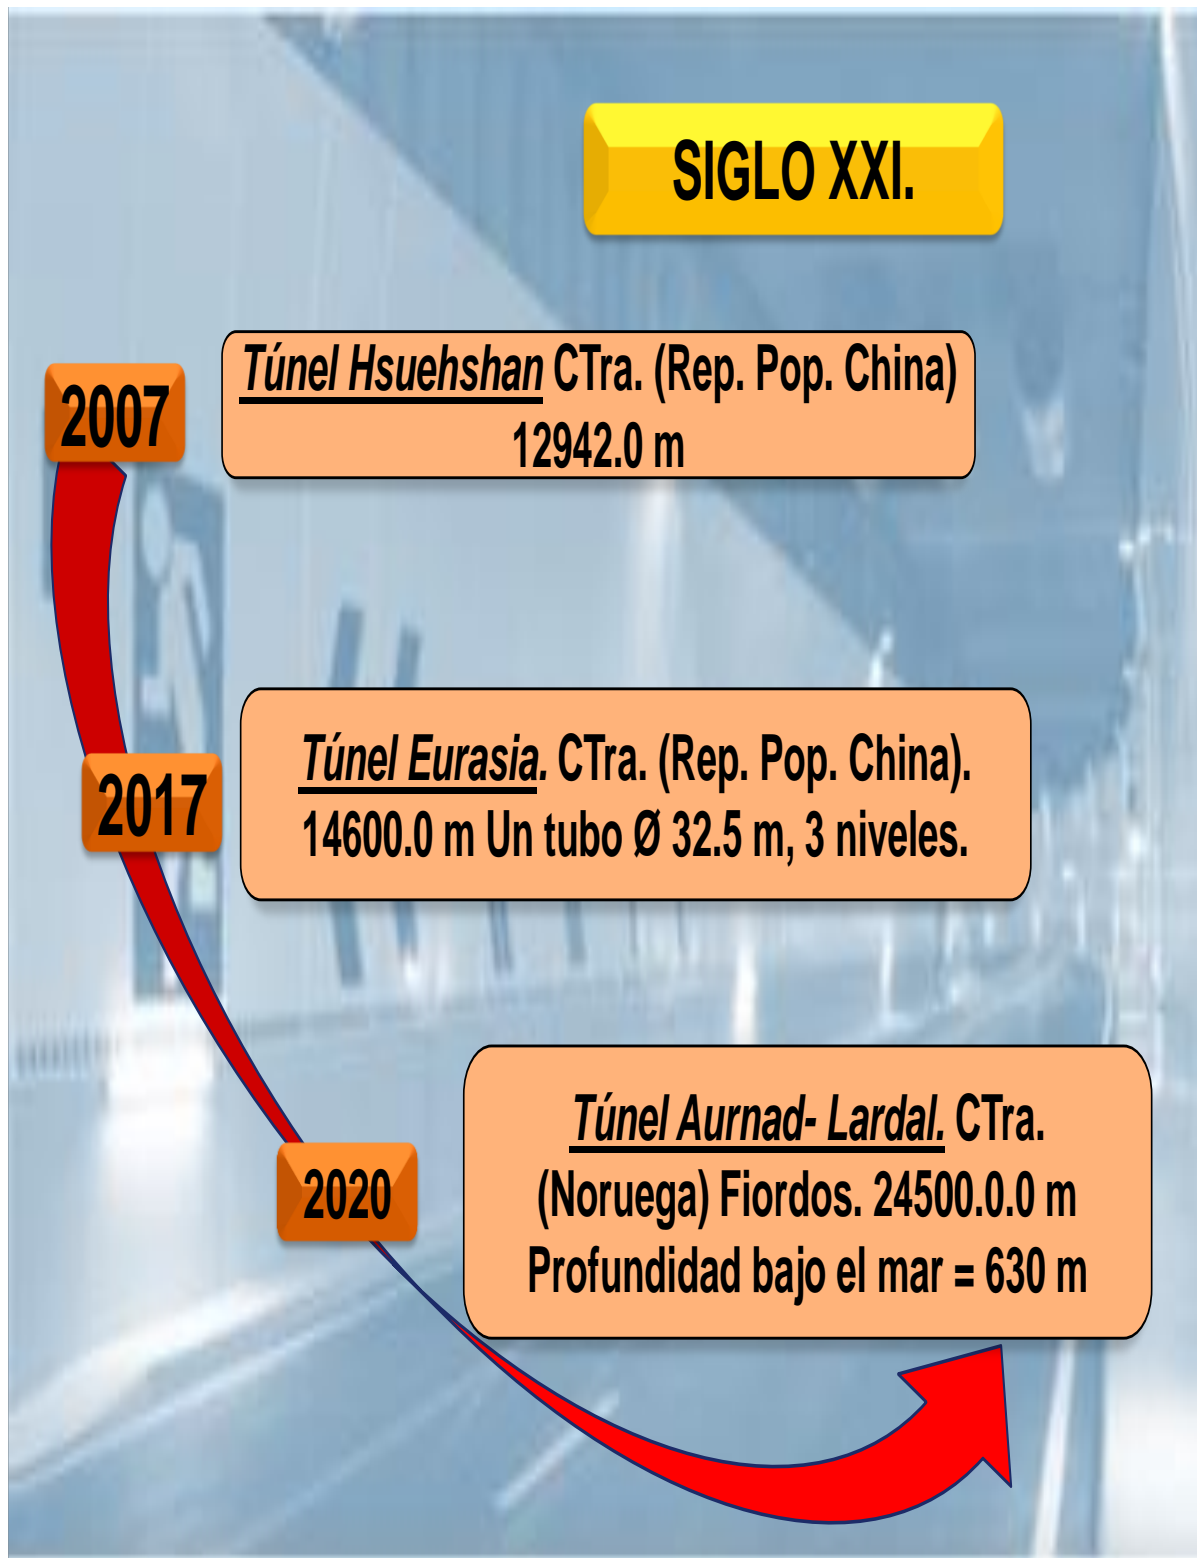 SIGLO XXI.
2007
Túnel Hsuehshan CTra. (Rep. Pop. China)
12942.0 m
2017
Túnel Eurasia. CTra. (Rep. Pop. China).
14600.0 m Un tubo Ø 32.5 m, 3 niveles.
2020
Túnel Aurnad- Lardal. CTra.
(Noruega) Fiordos. 24500.0.0 m
Profundidad bajo el mar = 630 m